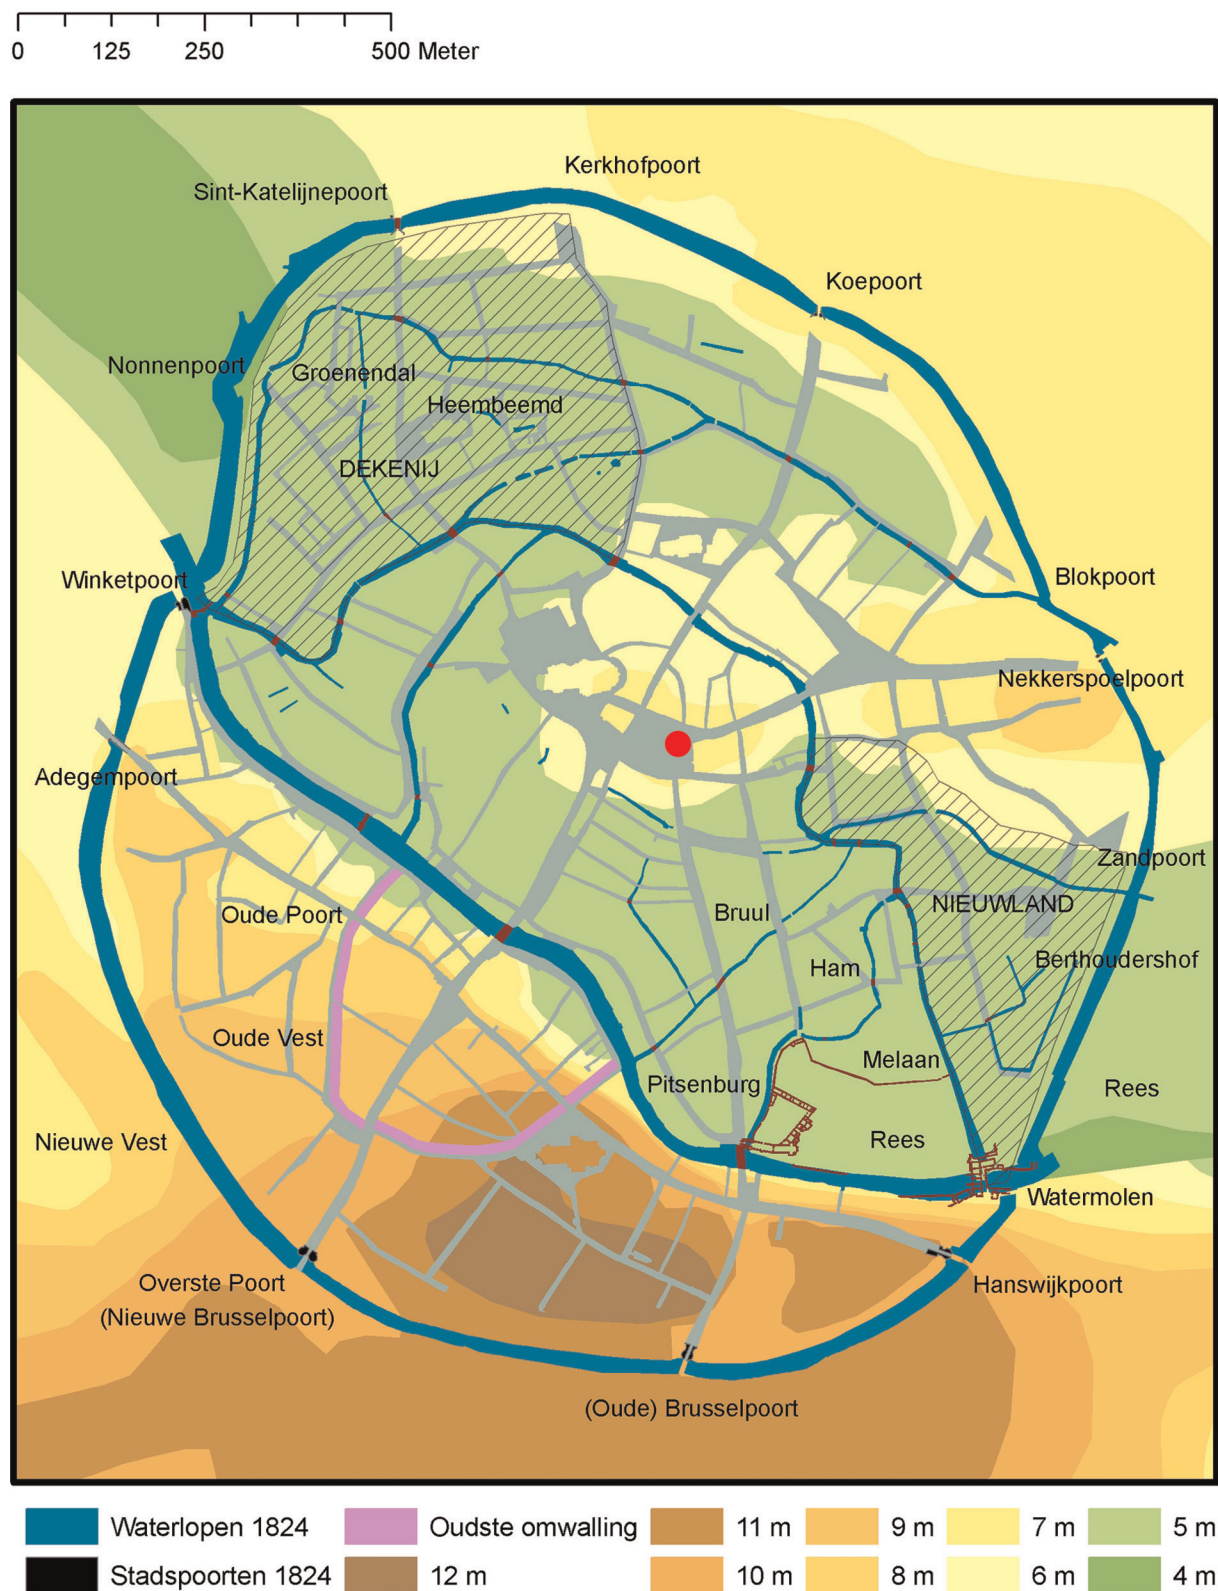 0 125 250 500 Meter
Kerkhofpoort
Sint-Katelijnepoort
Koepoort
Nonnenpoort
Groenendal
Heembeemd
DEKENIJ
Winketpoort
Blokpoort
Nekkerspoelpoort
Adegempoort
Zandpoort
Oude Poort
Bruul
NIEUWLAND
Ham
Berthoudershof
Oude Vest
Melaan
Pitsenburg
Rees
Nieuwe Vest
Rees
Watermolen
Overste Poort
(Nieuwe Brusselpoort)
Hanswijkpoort
(Oude) Brusselpoort
Waterlopen 1824 Oudste omwalling 11 m 9 m 7 m 5 m
Stadspoorten 1824 12 m 10 m 8 m 6 m 4 m